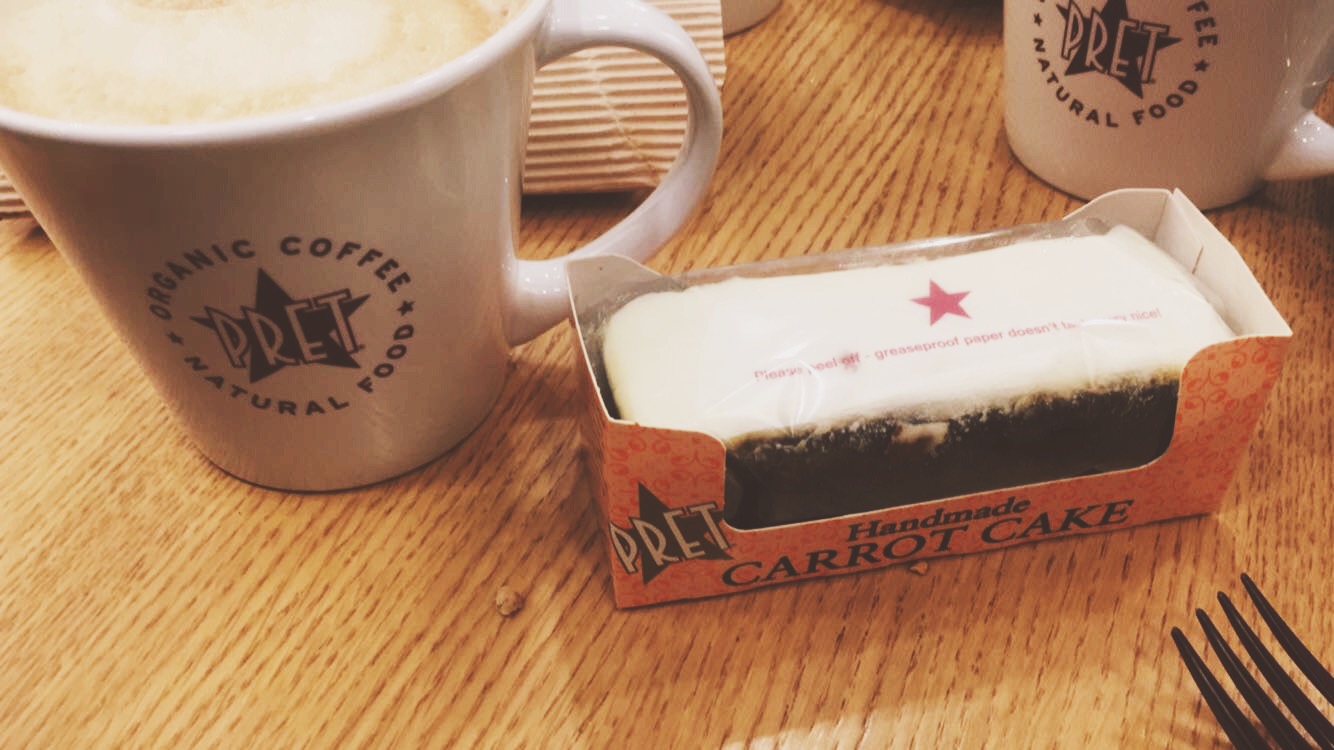 ORGANIC COFFEE
PRET
NATURAL FOOD
PRET
NATURAL FOOD
Please peel off - greaseproof paper doesn't nice!
PRET
Handmade
CARROT CAKE